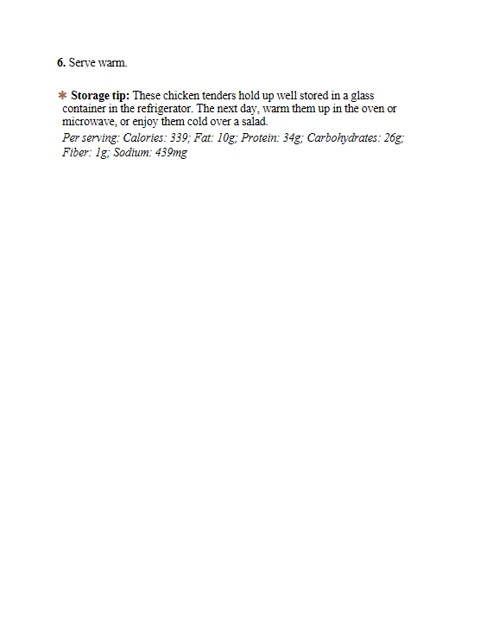 6. Serve warm.
✱ Storage tip: These chicken tenders hold up well stored in a glass
container in the refrigerator. The next day, warm them up in the oven or
microwave, or enjoy them cold over a salad.
Per serving: Calories: 339; Fat: 10g; Protein: 34g; Carbohydrates: 26g;
Fiber: 1g; Sodium: 439mg